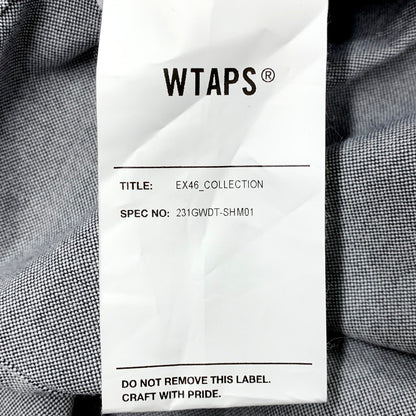 WTAPS®
TITLE: EX46_COLLECTION
SPEC NO: 231GWDT-SHM01
DO NOT REMOVE THIS LABEL.
CRAFT WITH PRIDE.